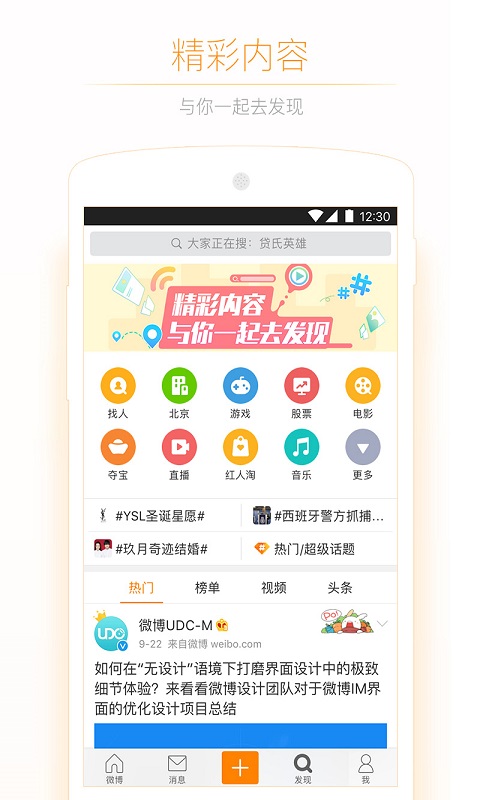 精彩内容
与你一起去发现
12:30
大家正在搜：贷氏英雄
精彩内容
与你一起去发现
找人 北京 游戏 股票 电影
夺宝 直播 红人淘 音乐 更多
#YSL圣诞星愿# #西班牙警方抓捕...
#玖月奇迹结婚# 热门/超级话题
热门 榜单 视频 头条
UDC
微博UDC-M
9-22 来自微博 weibo.com
如何在“无设计”语境下打磨界面设计中的极致
细节体验？来看看微博设计团队对于微博IM界
面的优化设计项目总结
微博 消息 发现 我